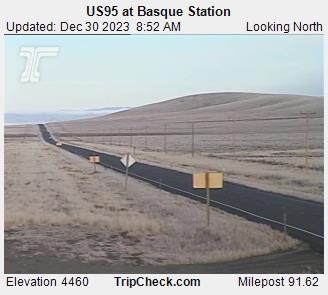 US95 at Basque Station
Updated: Dec 30 2023 8:52 AM Looking North
Elevation 4460 TripCheck.com Milepost 91.62